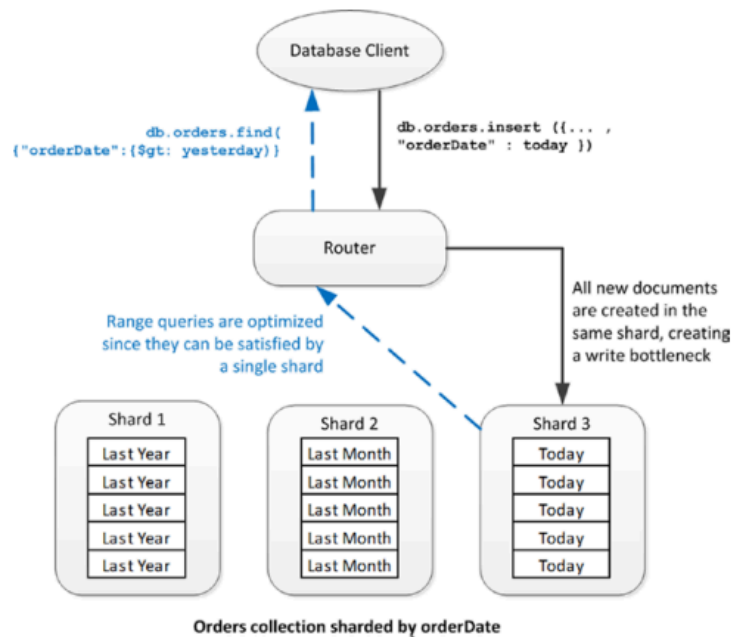 Database Client
db.orders.find(
{"orderDate":{$gt: yesterday)}
db.orders.insert ({... ,
"orderDate" : today })
Router
All new documents
are created in the
same shard, creating
a write bottleneck
Range queries are optimized
since they can be satisfied by
a single shard
Shard 1
Last Year
Last Year
Last Year
Last Year
Last Year
Shard 2
Last Month
Last Month
Last Month
Last Month
Last Month
Shard 3
Today
Today
Today
Today
Today
Orders collection sharded by orderDate